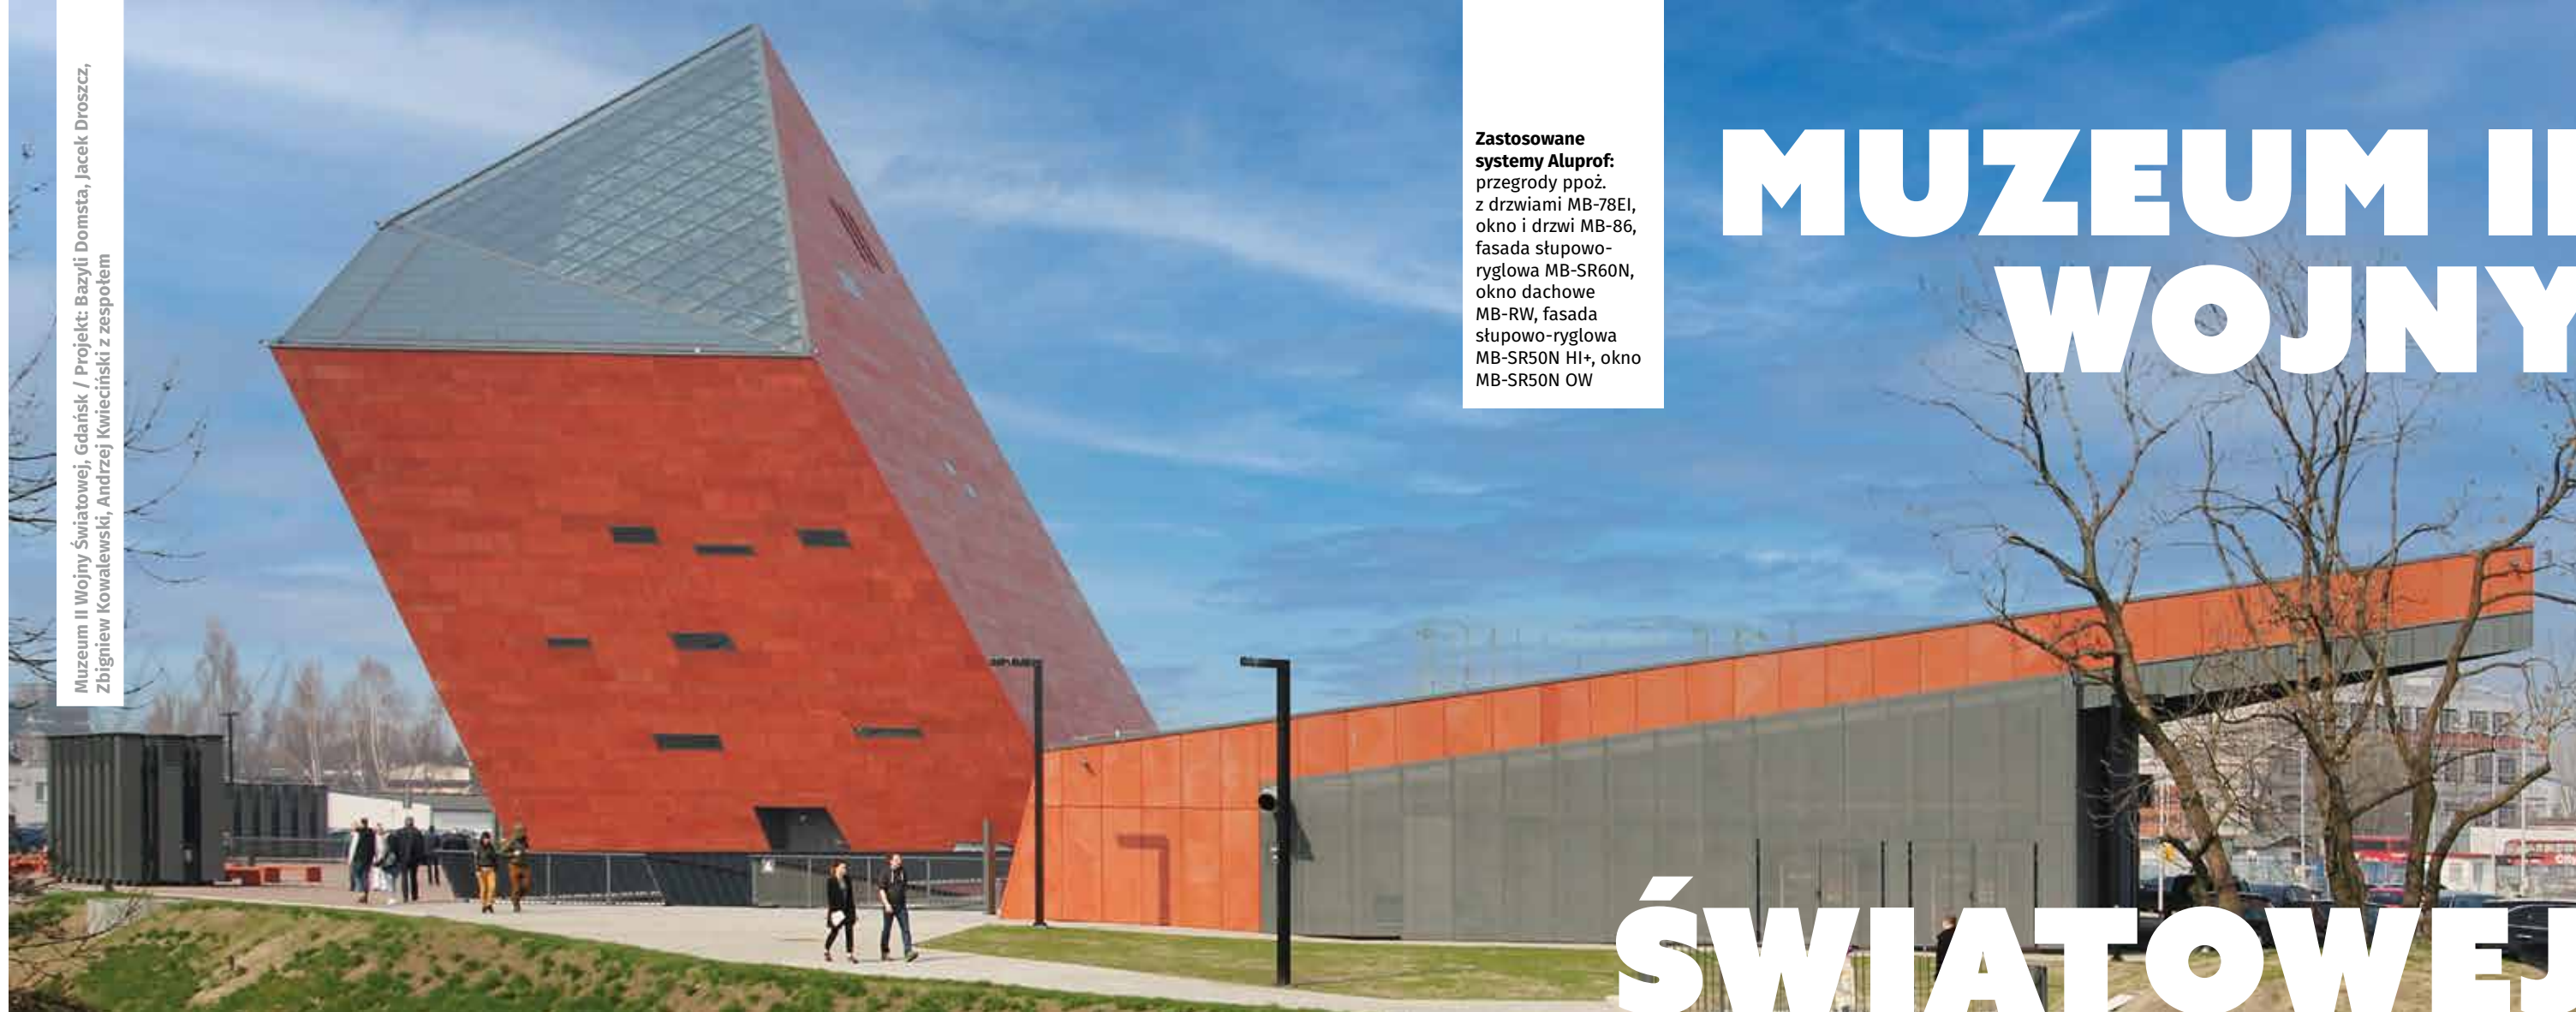 Muzeum II Wojny Światowej, Gdańsk / Projekt: Bazyli Domsta, Jacek Droszcz,
Zbigniew Kowalewski, Andrzej Kwieciński z zespołem
Zastosowane
systemy Aluprof:
przegrody ppoż.
z drzwiami MB-78EI,
okno i drzwi MB-86,
fasada słupowo-
ryglowa MB-SR60N,
okno dachowe
MB-RW, fasada
słupowo-ryglowa
MB-SR50N HI+, okno
MB-SR50N OW
MUZEUM II
WOJNY
ŚWIATOWEJ